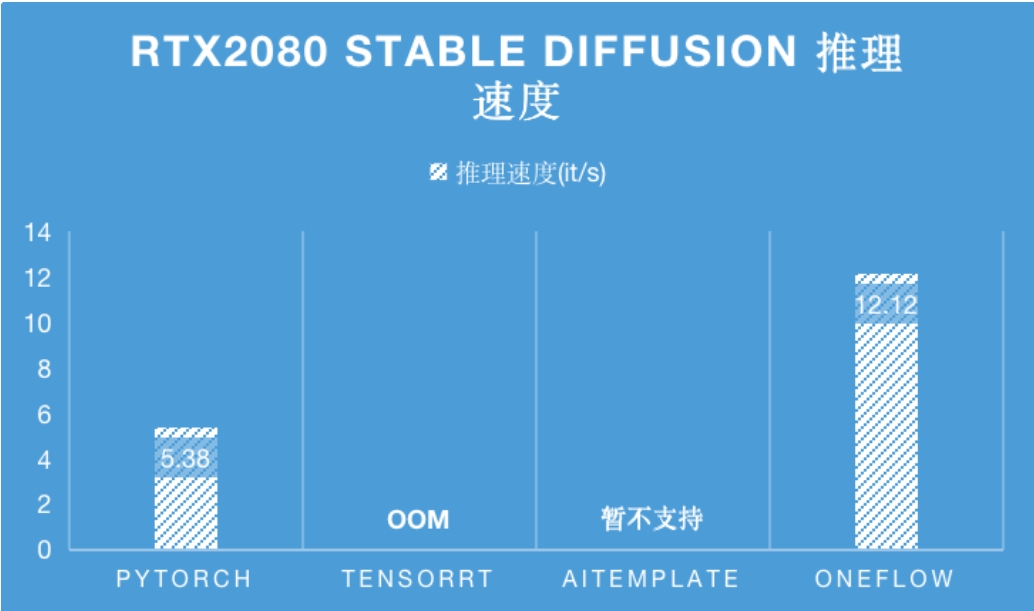 RTX2080 STABLE DIFFUSION 推理
速度
推理速度(it/s)
14
12
10
8
6
4
2
0
5.38
OOM
暂不支持
12.12
PYTORCH
TENSORRT
AITEMPLATE
ONEFLOW